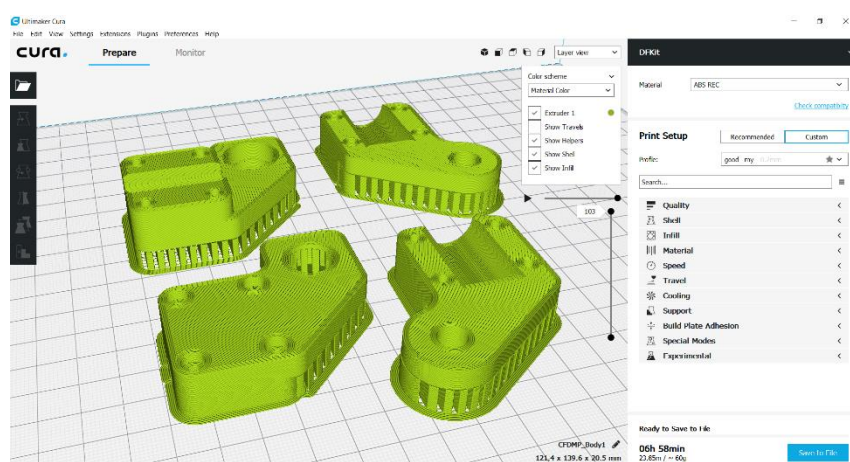 Ultimaker Cura
File Edit View Settings Extensions Plugins Preferences Help
cura.
Prepare
Monitor
Layer view
Color scheme
Material Color
Extruder 1
Show Travels
Show Helpers
Show Shell
Show Infill
103
CFDMP_Body1
121,4 x 139,6 x 20.5 mm
DFKit
Material
ABS REC
Check compatibility
Print Setup
Recommended
Custom
Profile:
good my
Search...
Quality
Shell
Infill
Material
Speed
Travel
Cooling
Support
Build Plate Adhesion
Special Modes
Experimental
Ready to Save to File
06h 58min
23.85m / ~ 60g
Save to File